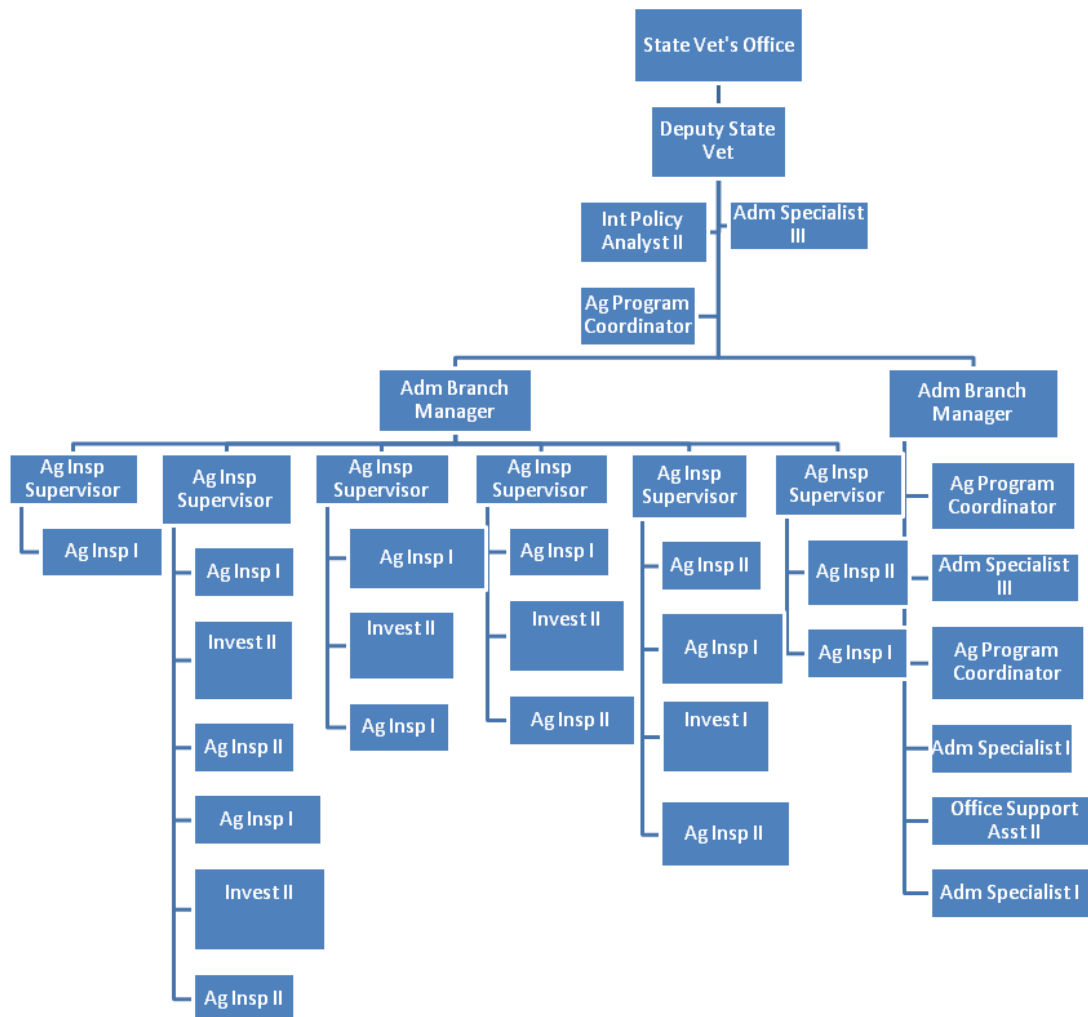 State Vet's Office
Deputy State
Vet
Int Policy
Analyst II
Adm Specialist
III
Ag Program
Coordinator
Adm Branch
Manager
Adm Branch
Manager
Ag Insp
Supervisor
Ag Insp I
Ag Insp
Supervisor
Ag Insp I
Invest II
Ag Insp II
Ag Insp I
Invest II
Ag Insp II
Ag Insp
Supervisor
Ag Insp I
Invest II
Ag Insp I
Ag Insp
Supervisor
Ag Insp I
Invest II
Ag Insp II
Ag Insp
Supervisor
Ag Insp II
Ag Insp I
Invest I
Ag Insp II
Ag Insp
Supervisor
Ag Insp II
Ag Insp I
Ag Program
Coordinator
Adm Specialist
III
Ag Program
Coordinator
Adm Specialist I
Office Support
Asst II
Adm Specialist I